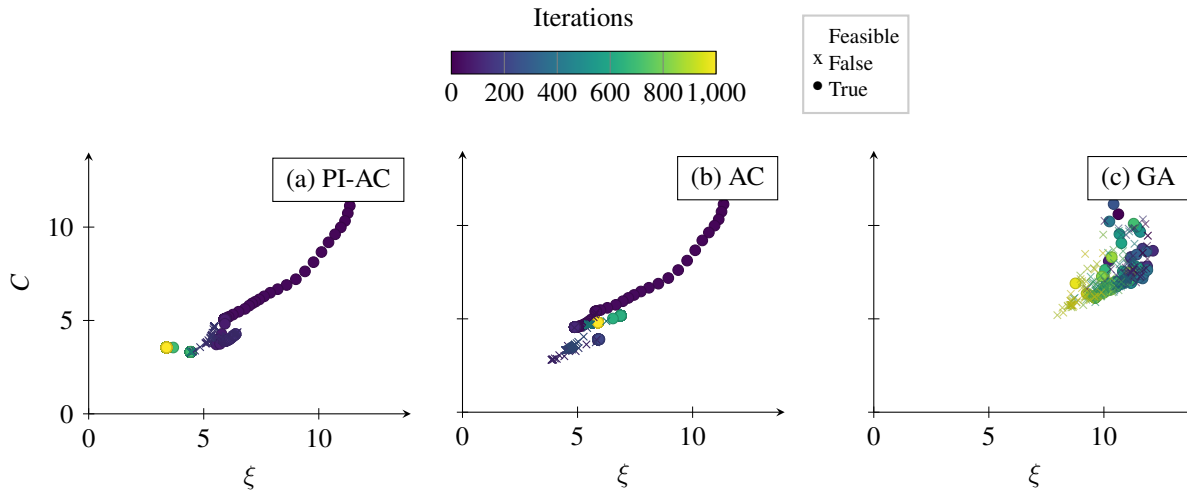 Iterations
0 200 400 600 800 1,000
Feasible
x False
True
(a) PI-AC
(b) AC
(c) GA
10
5
0
C
0 5 10
0 5 10
0 5 10
ξ
ξ
ξ